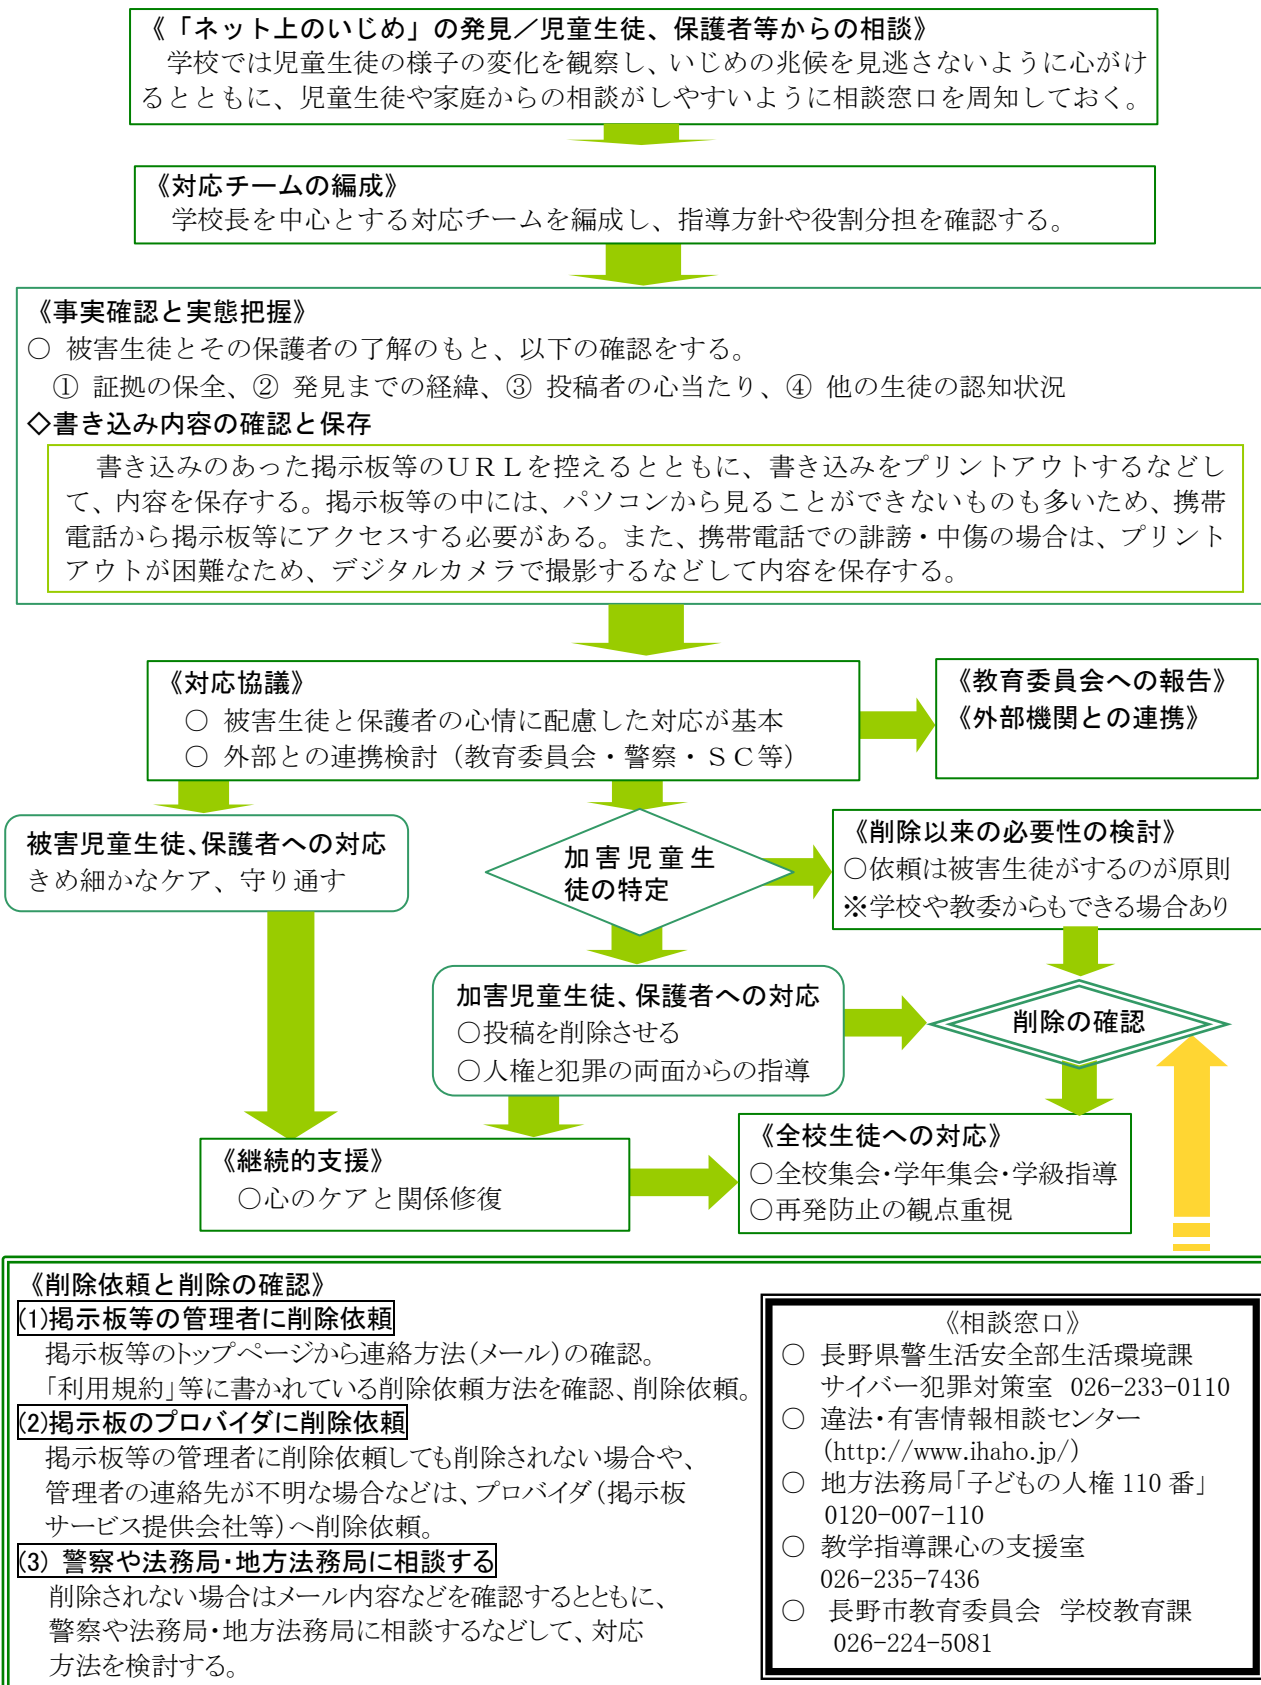 《「ネット上のいじめ」の発見／児童生徒、保護者等からの相談》
学校では児童生徒の様子の変化を観察し、いじめの兆候を見逃さないように心がけ
るとともに、児童生徒や家庭からの相談がしやすいように相談窓口を周知しておく。
《対応チームの編成》
学校長を中心とする対応チームを編成し、指導方針や役割分担を確認する。
《事実確認と実態把握》
○ 被害生徒とその保護者の了解のもと、以下の確認をする。
① 証拠の保全、② 発見までの経緯、③ 投稿者の心当たり、④ 他の生徒の認知状況
◇書き込み内容の確認と保存
書き込みのあった掲示板等のＵＲＬを控えるとともに、書き込みをプリントアウトするなどし
て、内容を保存する。掲示板等の中には、パソコンから見ることができないものも多いため、携帯
電話から掲示板等にアクセスする必要がある。また、携帯電話での誹謗・中傷の場合は、プリント
アウトが困難なため、デジタルカメラで撮影するなどして内容を保存する。
《対応協議》
○ 被害生徒と保護者の心情に配慮した対応が基本
○ 外部との連携検討（教育委員会・警察・ＳＣ等）
《教育委員会への報告》
《外部機関との連携》
被害児童生徒、保護者への対応
きめ細かなケア、守り通す
加害児童生
徒の特定
《削除以来の必要性の検討》
○依頼は被害生徒がするのが原則
※学校や教委からもできる場合あり
加害児童生徒、保護者への対応
○投稿を削除させる
○人権と犯罪の両面からの指導
削除の確認
《継続的支援》
○心のケアと関係修復
《全校生徒への対応》
○全校集会・学年集会・学級指導
○再発防止の観点重視
《削除依頼と削除の確認》
(1)掲示板等の管理者に削除依頼
掲示板等のトップページから連絡方法（メール）の確認。
「利用規約」等に書かれている削除依頼方法を確認、削除依頼。
(2)掲示板のプロバイダに削除依頼
掲示板等の管理者に削除依頼しても削除されない場合や、
管理者の連絡先が不明な場合などは、プロバイダ（掲示板
サービス提供会社等）へ削除依頼。
(3) 警察や法務局・地方法務局に相談する
削除されない場合はメール内容などを確認するとともに、
警察や法務局・地方法務局に相談するなどして、対応
方法を検討する。
《相談窓口》
○ 長野県警生活安全部生活環境課
サイバー犯罪対策室 026-233-0110
○ 違法・有害情報相談センター
(http://www.ihaho.jp/)
○ 地方法務局「子どもの人権 110 番」
0120-007-110
○ 教学指導課心の支援室
026-235-7436
○ 長野市教育委員会 学校教育課
026-224-5081